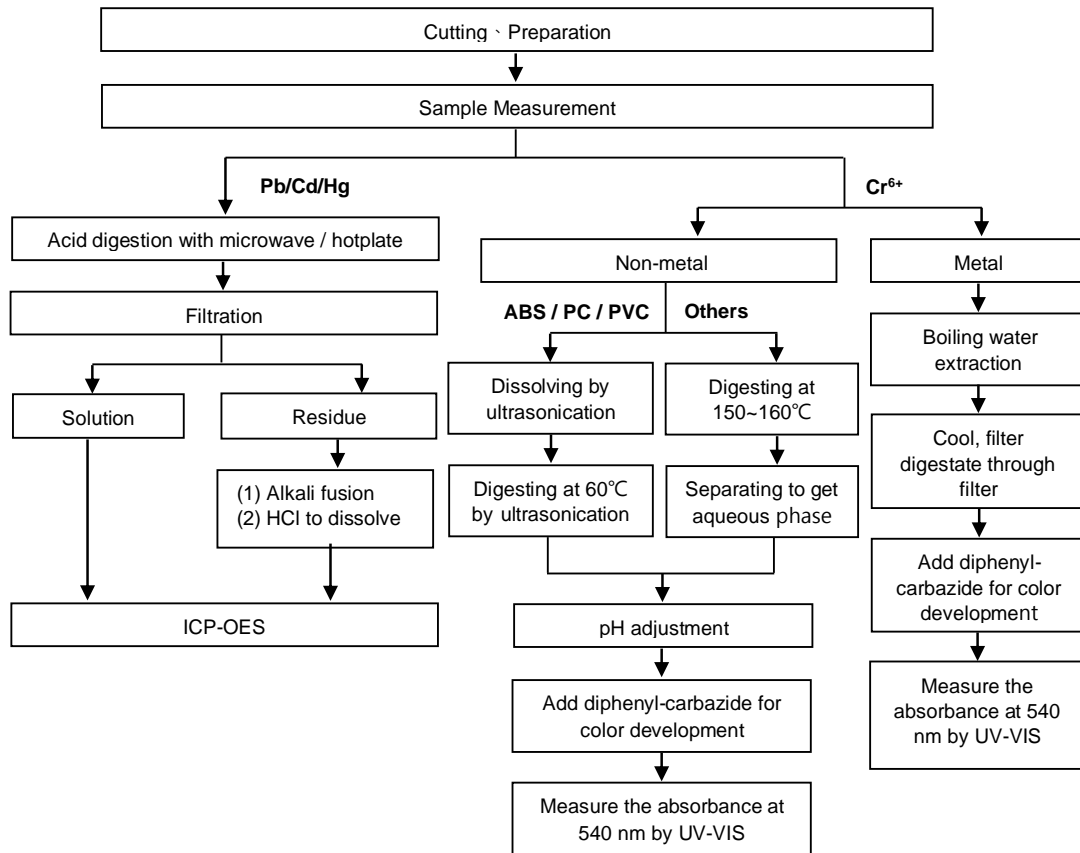 Cutting、Preparation
Sample Measurement
Pb/Cd/Hg
Acid digestion with microwave / hotplate
Filtration
Solution
Residue
(1) Alkali fusion
(2) HCl to dissolve
ICP-OES
Cr⁶⁺
Non-metal
ABS / PC / PVC
Others
Dissolving by
ultrasonication
Digesting at 60℃
by ultrasonication
Digesting at
150~160℃
Separating to get
aqueous phase
pH adjustment
Add diphenyl-carbazide for
color development
Measure the absorbance at
540 nm by UV-VIS
Metal
Boiling water
extraction
Cool, filter
digestate through
filter
Add diphenyl-
carbazide for color
development
Measure the
absorbance at 540
nm by UV-VIS